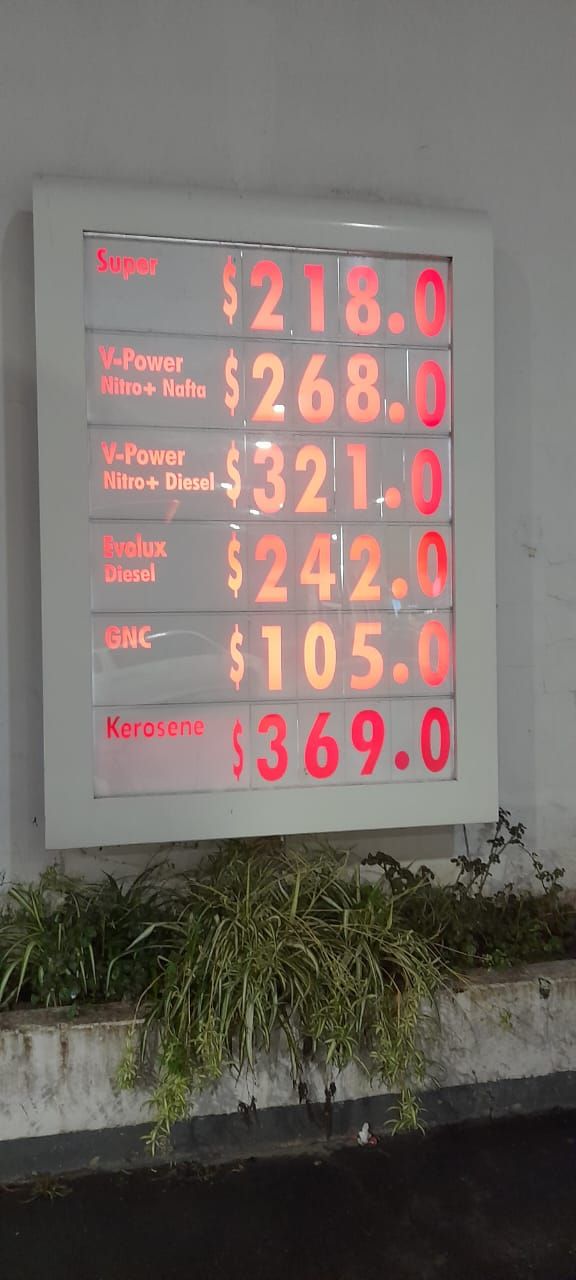 Super $218.0
V-Power
Nitro+ Nafta $268.0
V-Power
Nitro+ Diesel $321.0
Evolux
Diesel $242.0
GNC $105.0
Kerosene $369.0